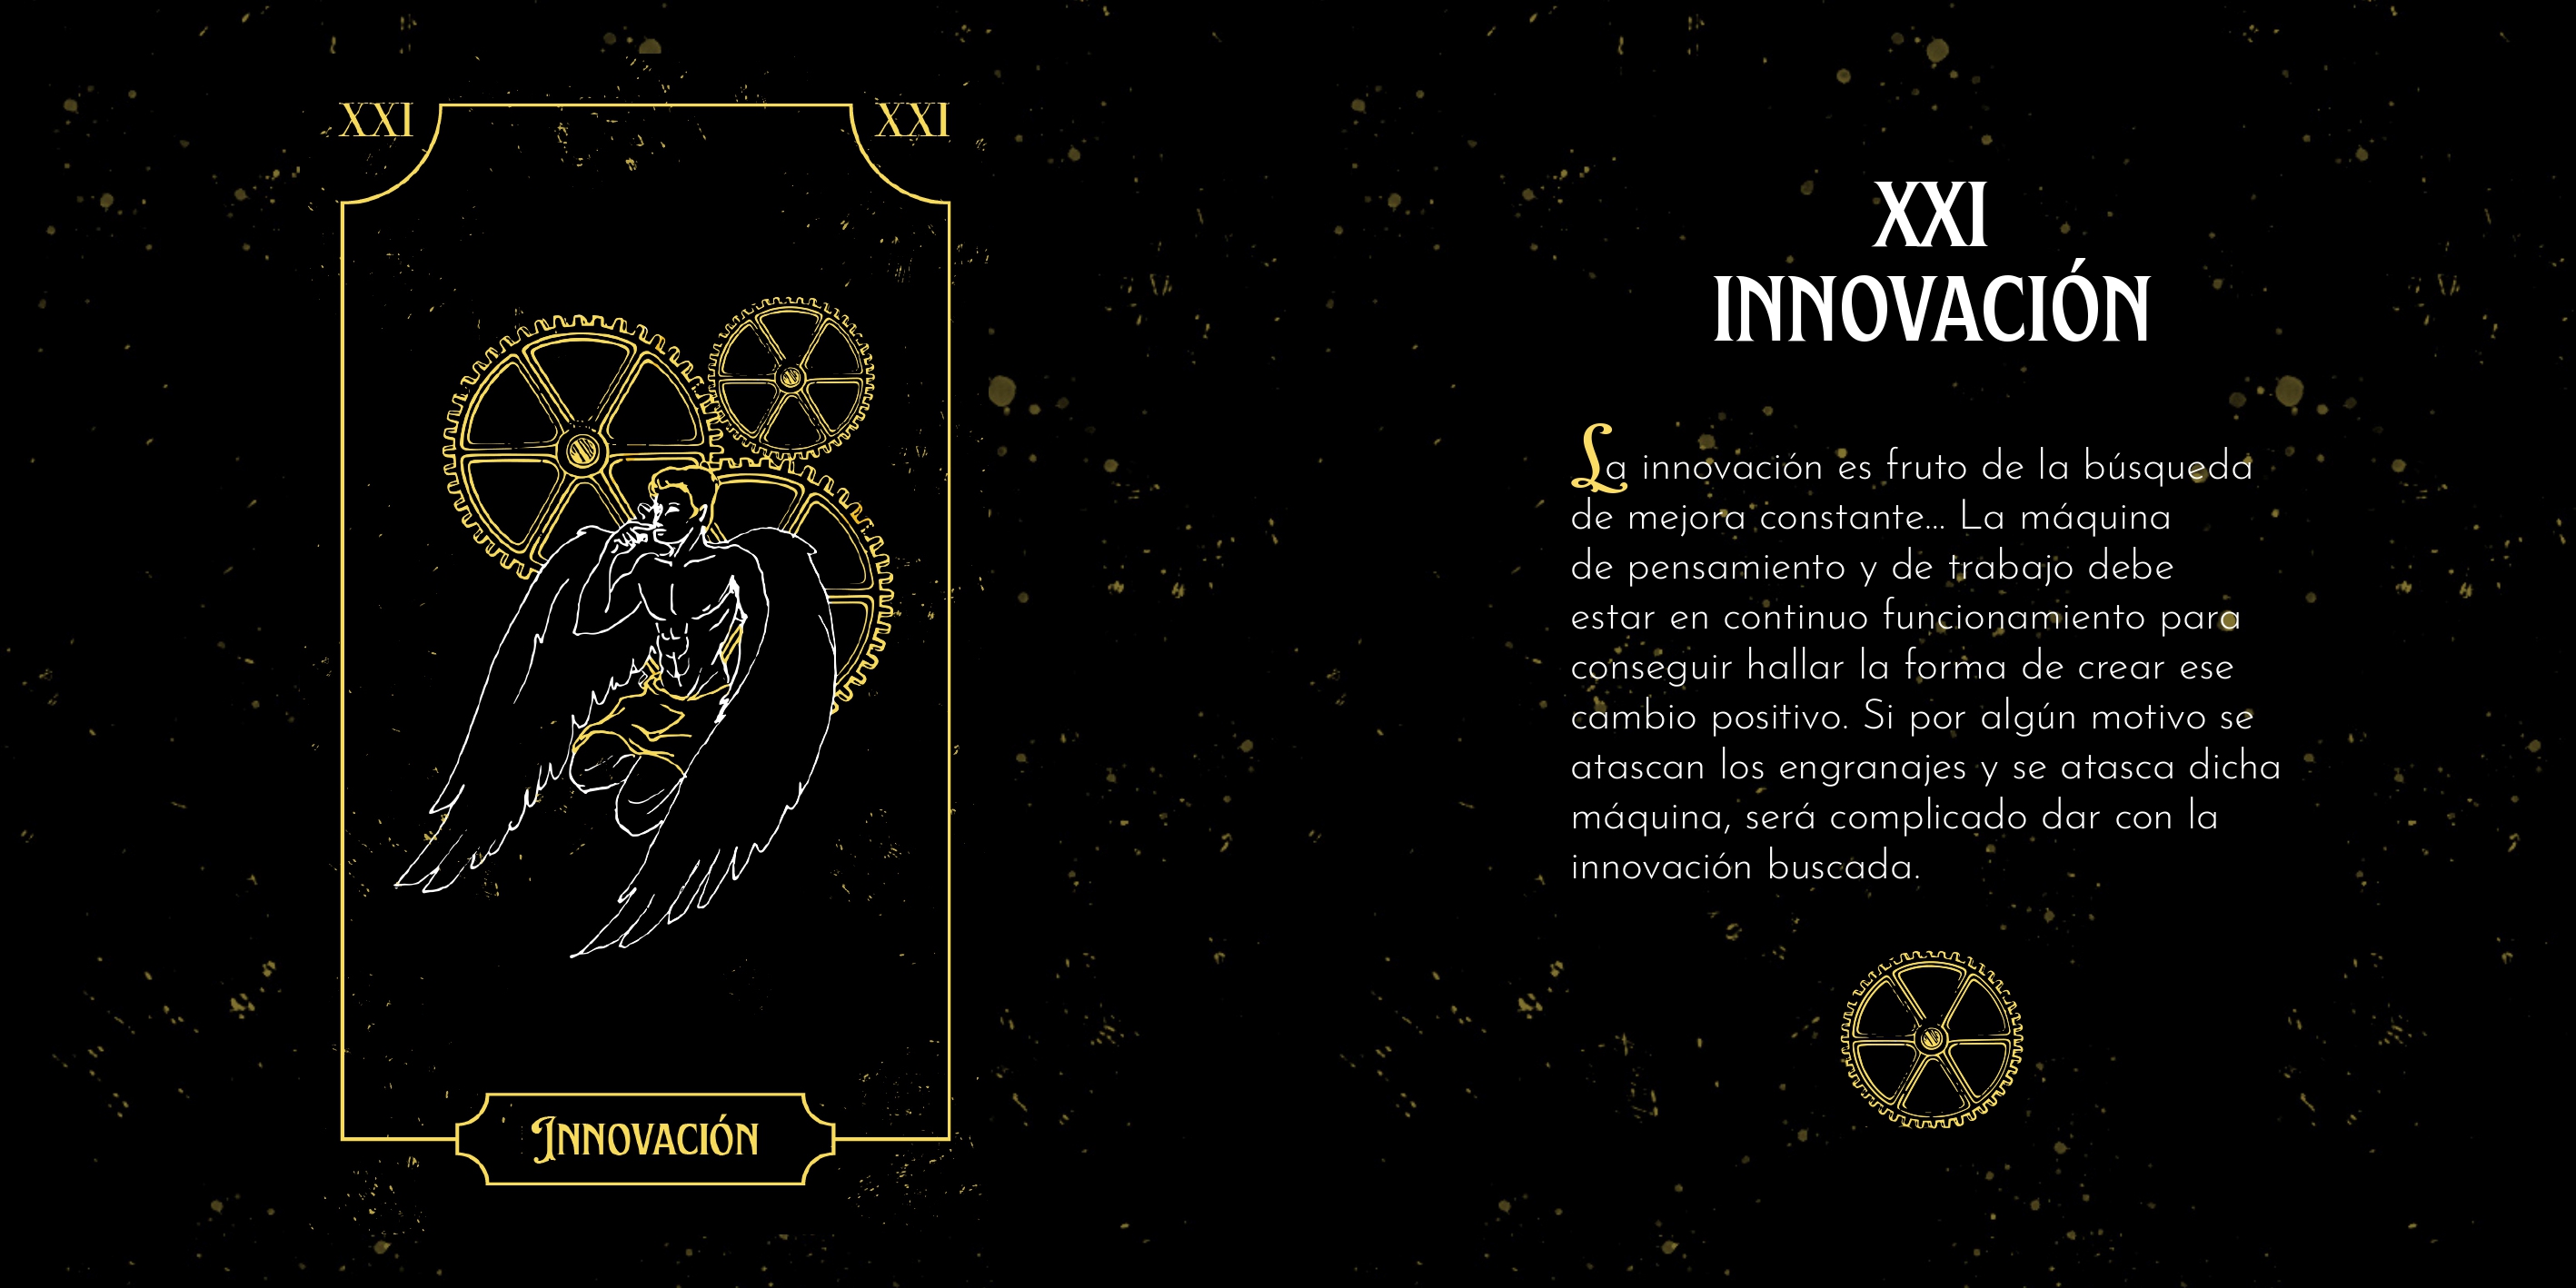 XXI XXI
INNOVACIÓN
XXI
INNOVACIÓN
La innovación es fruto de la búsqueda
de mejora constante... La máquina
de pensamiento y de trabajo debe
estar en continuo funcionamiento para
conseguir hallar la forma de crear ese
cambio positivo. Si por algún motivo se
atascan los engranajes y se atasca dicha
máquina, será complicado dar con la
innovación buscada.